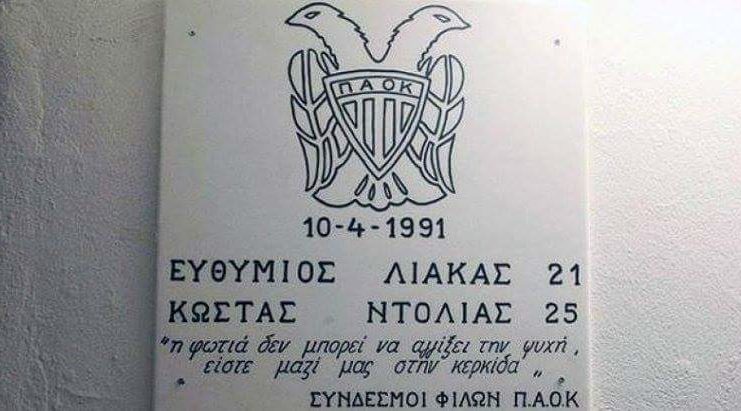 ΠΑΟΚ
10-4-1991
ΕΥΘΥΜΙΟΣ ΛΙΑΚΑΣ 21
ΚΩΣΤΑΣ ΝΤΟΛΙΑΣ 25
"η φωτιά δεν μπορεί να αγγίξει την ψυχή,
είστε μαζί μας στην κερκίδα„
ΣΥΝΔΕΣΜΟΙ ΦΙΛΩΝ Π.Α.Ο.Κ